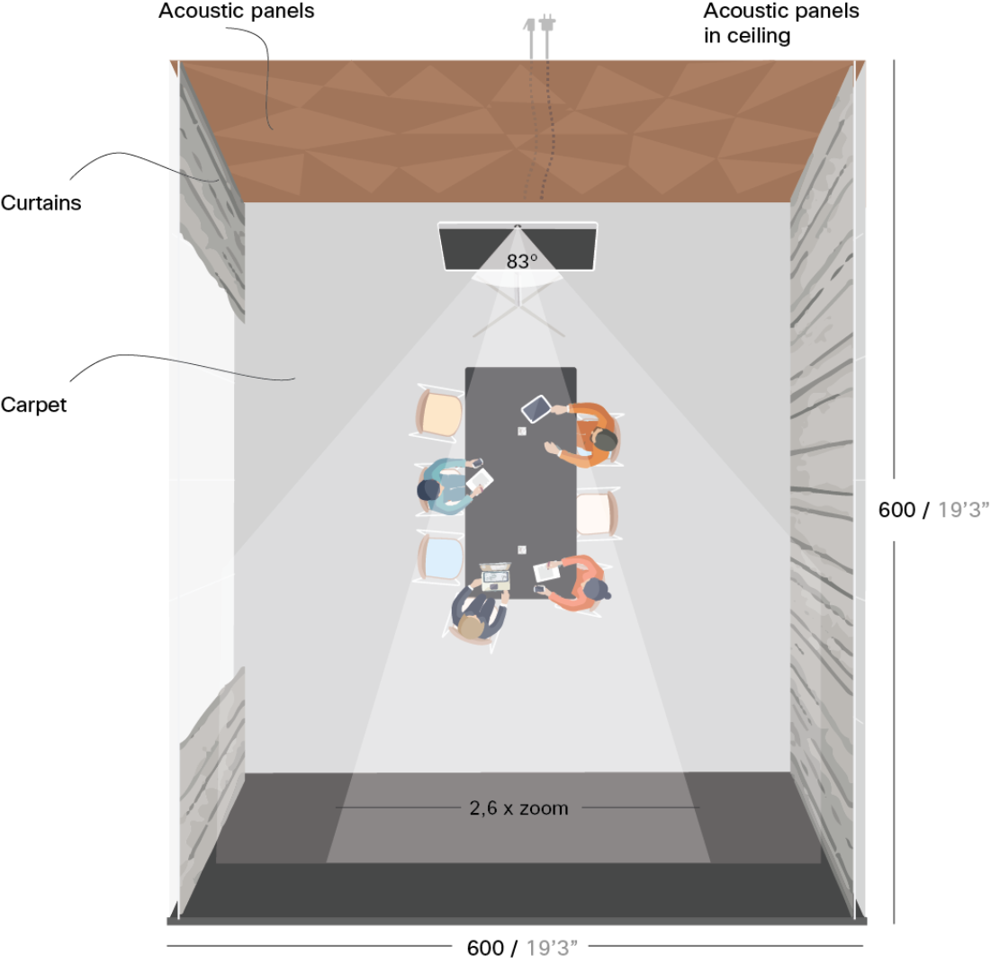 Acoustic panels
Acoustic panels
in ceiling
Curtains
83°
Carpet
600 / 19’3”
2,6 x zoom
600 / 19’3”